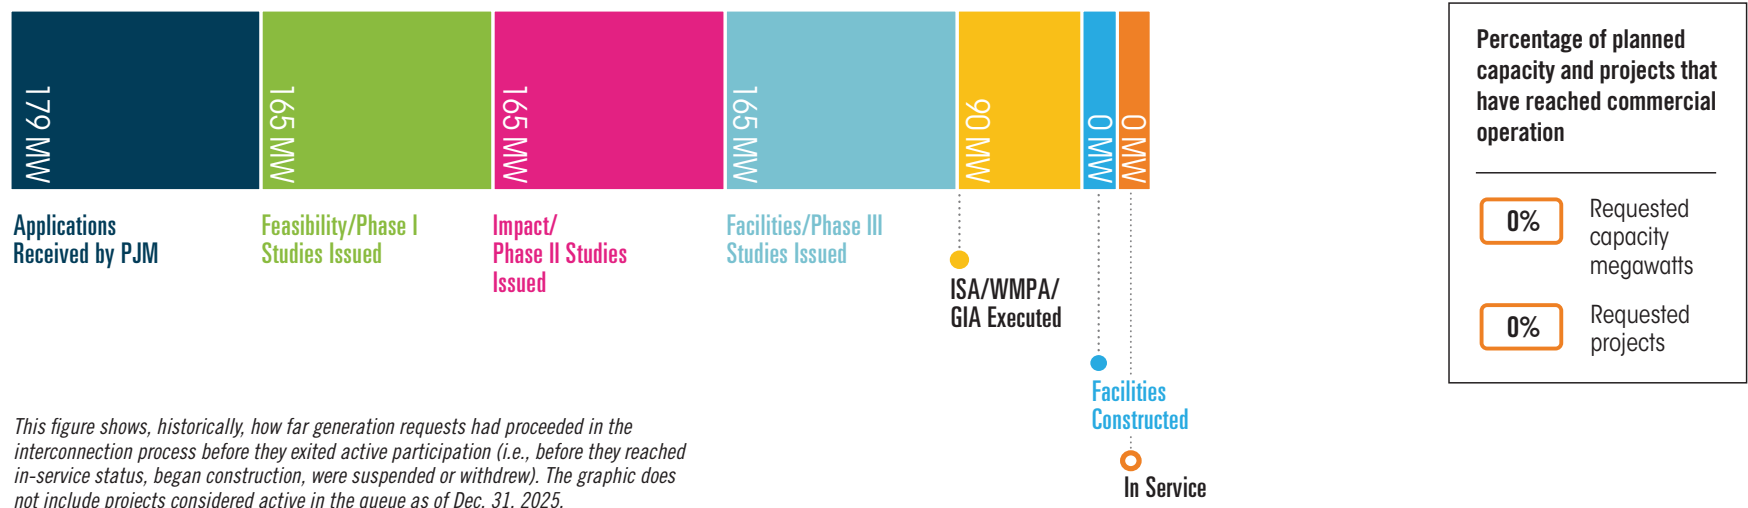 179 MW
165 MW
165 MW
165 MW
90 MW
0 MW
0 MW
Applications
Received by PJM
Feasibility/Phase I
Studies Issued
Impact/
Phase II Studies
Issued
Facilities/Phase III
Studies Issued
ISA/WMPA/
GIA Executed
Facilities
Constructed
In Service
This figure shows, historically, how far generation requests had proceeded in the
interconnection process before they exited active participation (i.e., before they reached
in-service status, began construction, were suspended or withdrew). The graphic does
not include projects considered active in the queue as of Dec. 31, 2025.
Percentage of planned
capacity and projects that
have reached commercial
operation
0%
Requested
capacity
megawatts
0%
Requested
projects